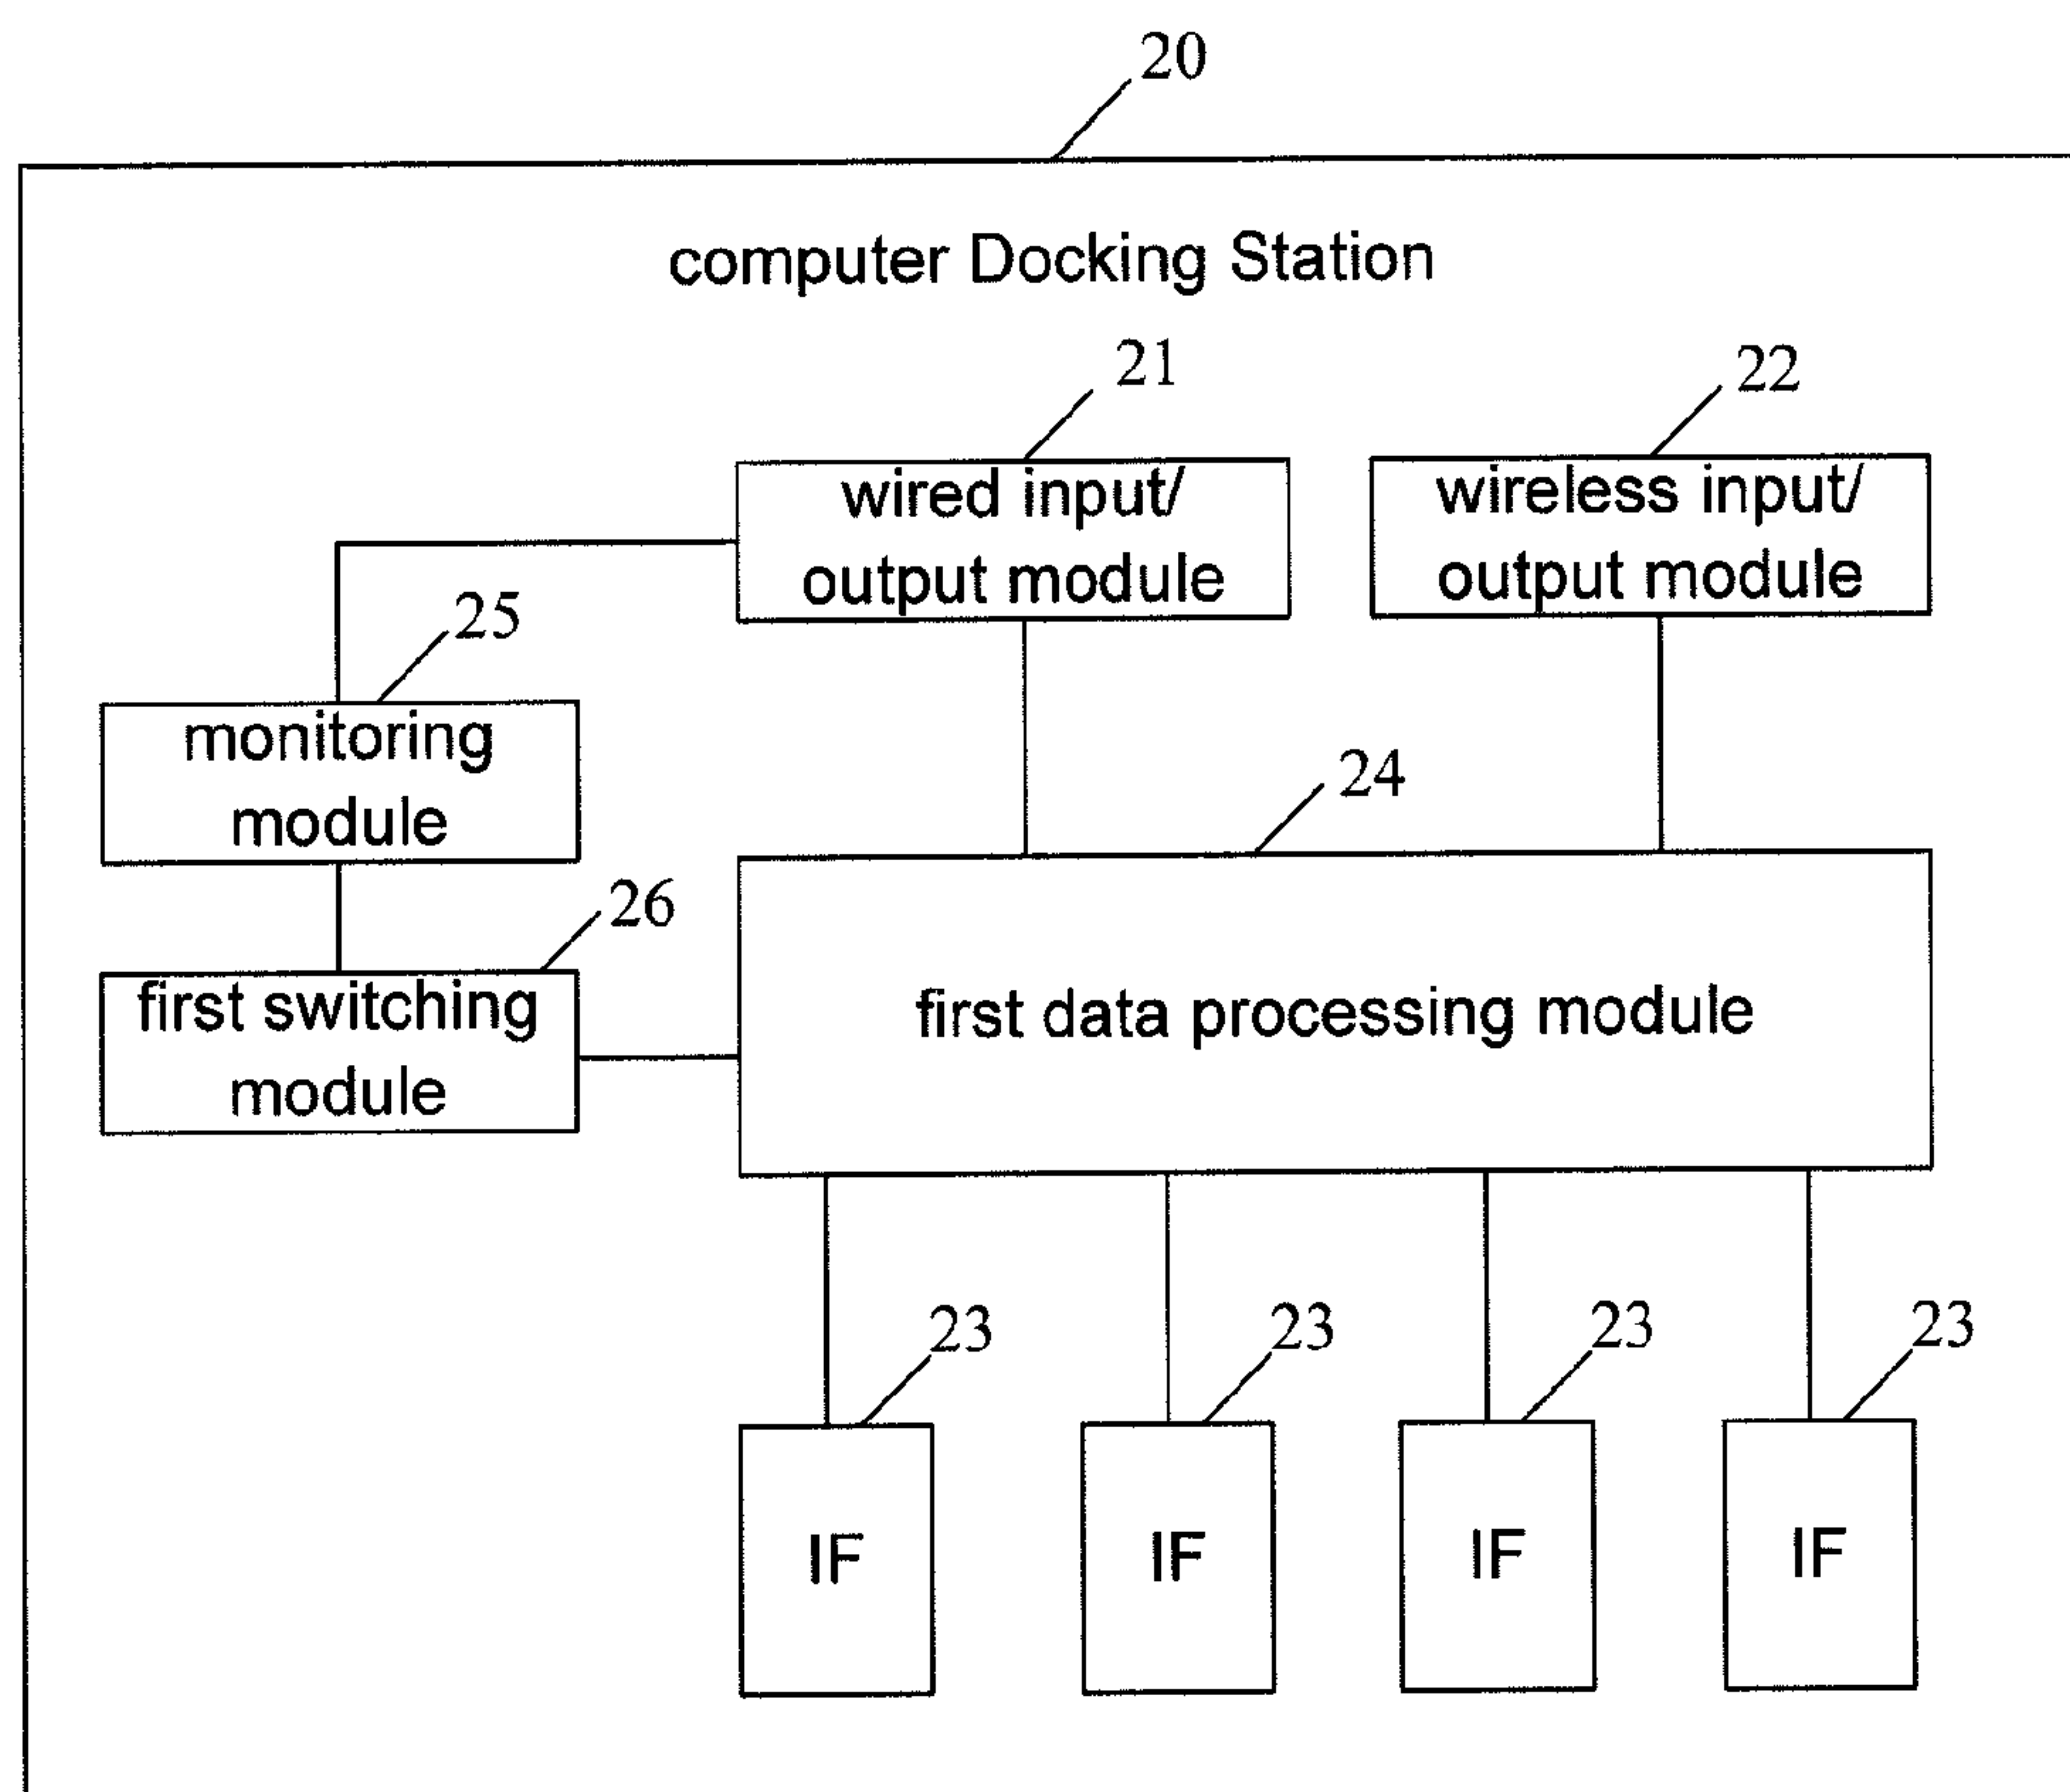 20
computer Docking Station
21
22
wired input/
output module
wireless input/
output module
25
monitoring
module
24
26
first switching
module
first data processing module
23
23
23
23
IF
IF
IF
IF